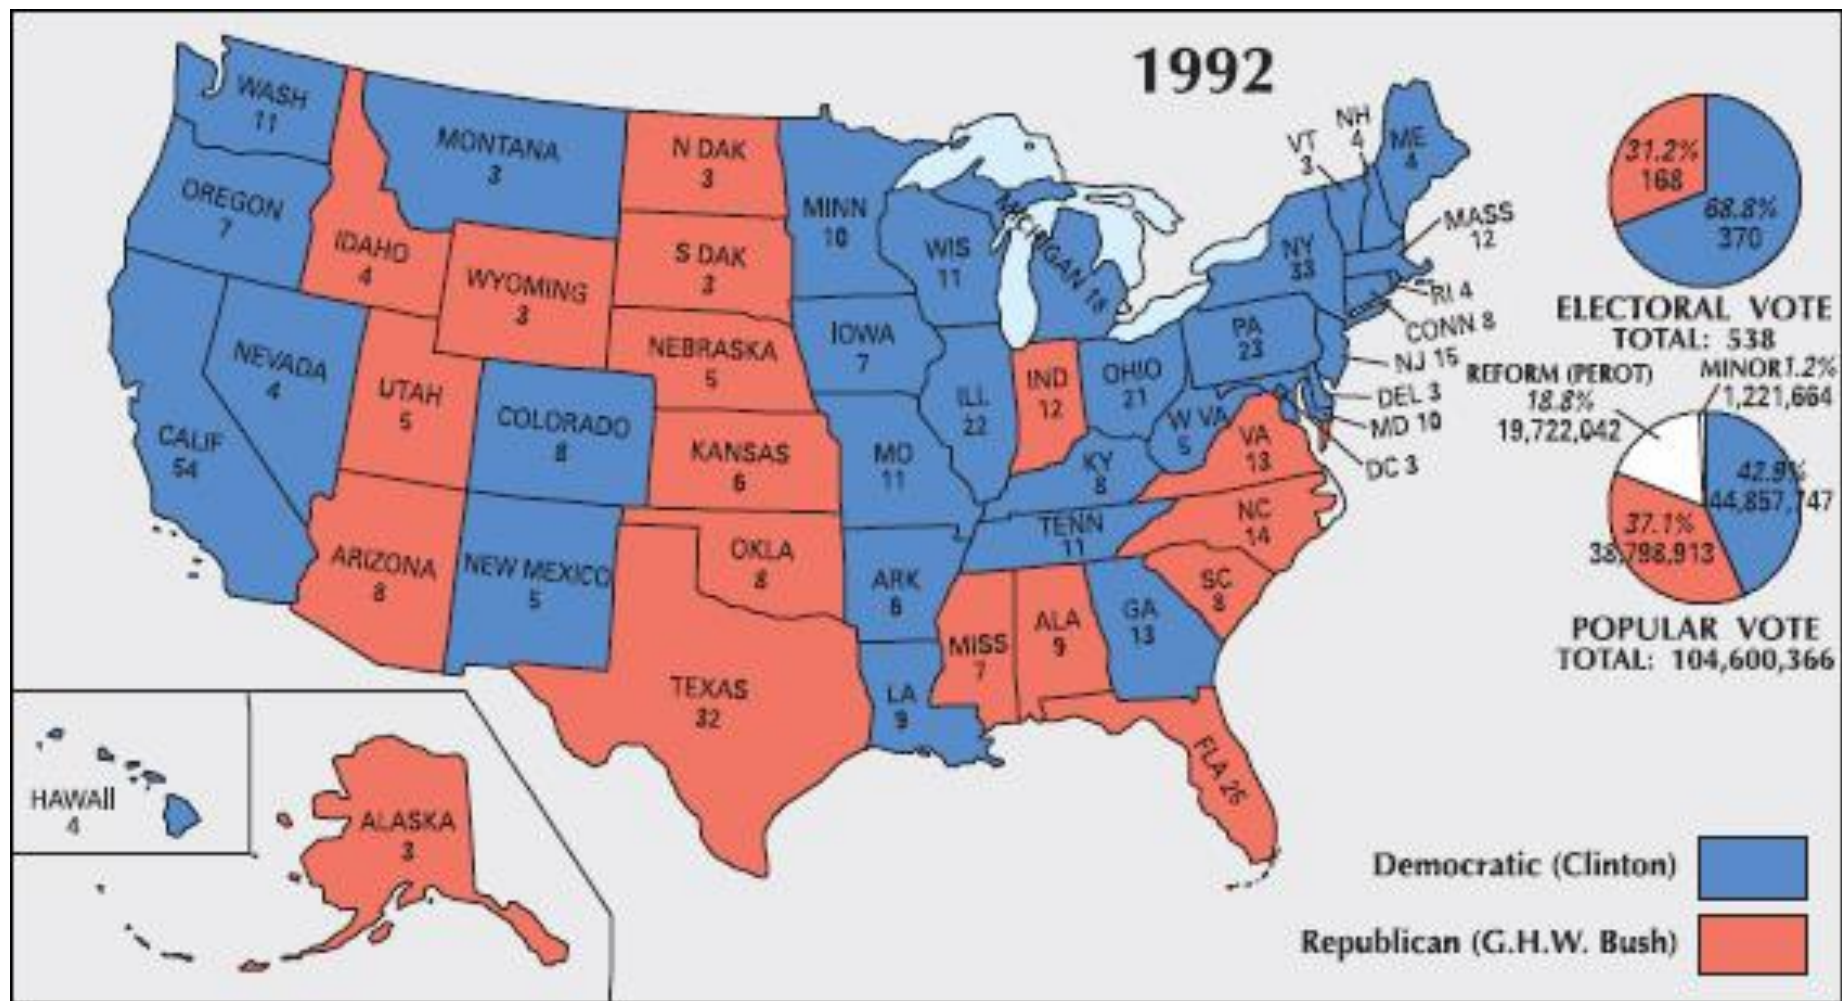 1992
WASH
11
OREGON
7
CALIF
54
NEVADA
4
IDAHO
4
MONTANA
3
WYOMING
3
UTAH
5
COLORADO
8
ARIZONA
8
NEW MEXICO
5
N DAK
3
S DAK
3
NEBRASKA
5
KANSAS
6
OKLA
8
TEXAS
32
MINN
10
IOWA
7
MO
11
ARK
6
LA
9
WIS
11
ILL
22
MICHIGAN 18
IND
12
OHIO
21
KY
8
TENN
11
MISS
7
ALA
9
GA
13
FLA 25
SC
8
NC
14
VA
13
W VA
5
PA
23
NY
33
VT
3
NH
4
ME
4
MASS
12
RI 4
CONN 8
NJ 15
DEL 3
MD 10
DC 3
HAWAII
4
ALASKA
3
31.2%
168
68.8%
370
ELECTORAL VOTE
TOTAL: 538
REFORM (PEROT)
18.8%
19,722,042
MINOR 1.2%
1,221,664
42.9%
44,857,747
37.1%
38,798,913
POPULAR VOTE
TOTAL: 104,600,366
Democratic (Clinton)
Republican (G.H.W. Bush)